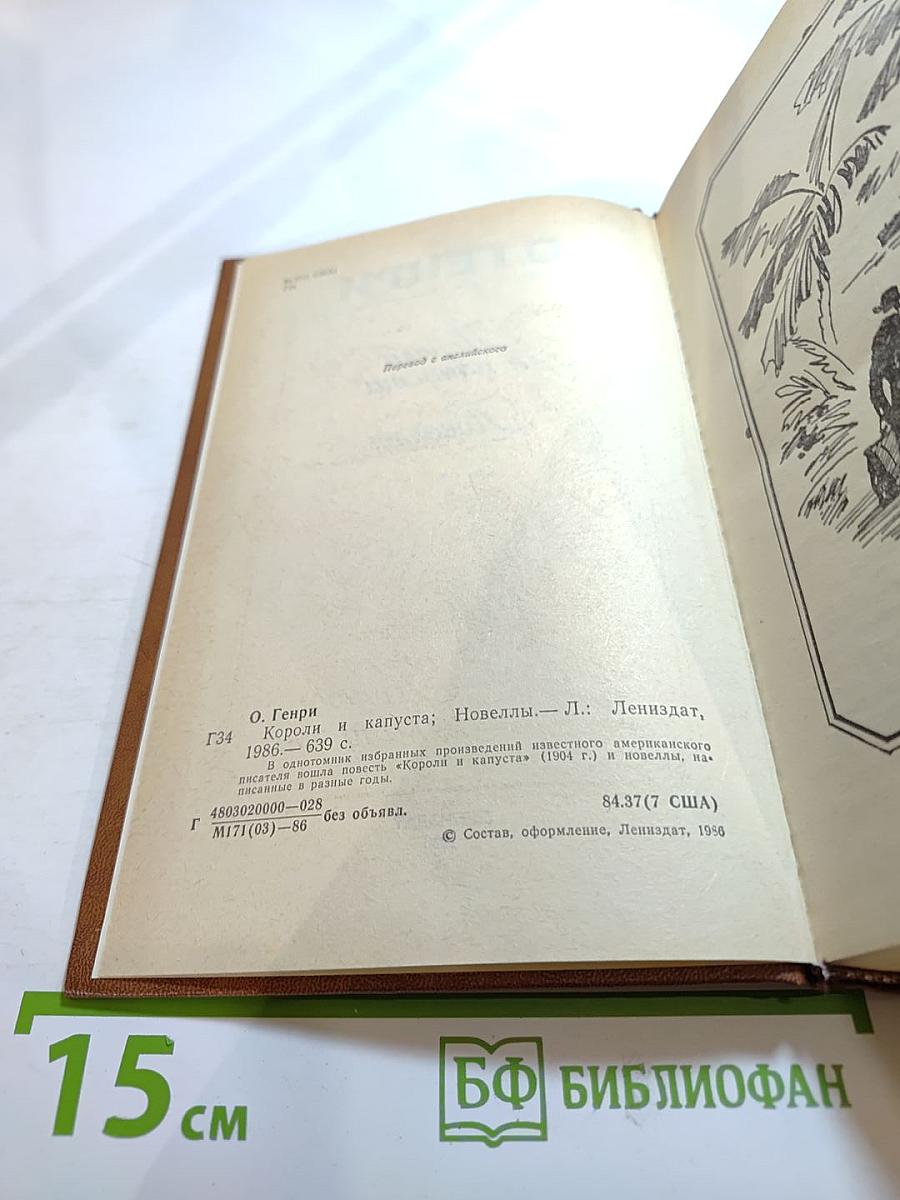 Перевод с английского
О. Генри
Г34 Короли и капуста; Новеллы.— Л.: Лениздат,
1986.— 639 с.
В однотомник избранных произведений известного американского
писателя вошла повесть «Короли и капуста» (1904 г.) и новеллы, на-
писанные в разные годы.
Г 4803020000—028
М171(03)—86 без объявл.
84.37(7 США)
© Состав, оформление, Лениздат, 1986
15 см
БФ БИБЛИОФАН